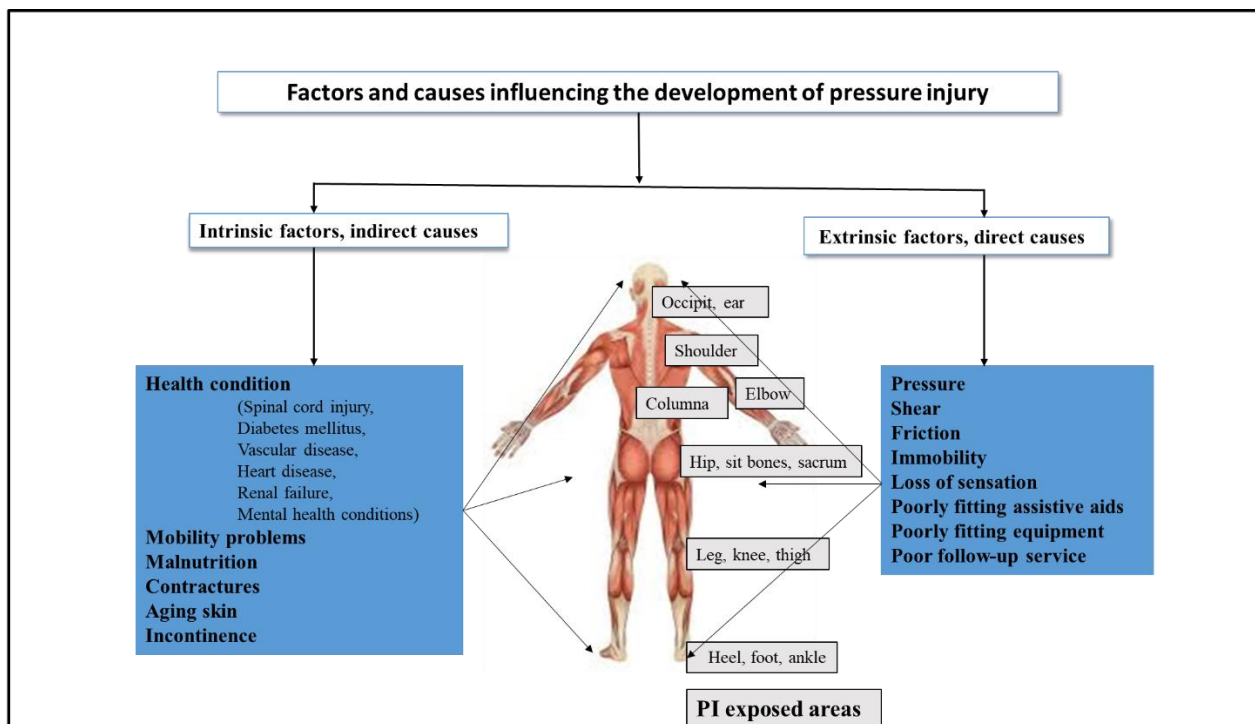 Factors and causes influencing the development of pressure injury
Intrinsic factors, indirect causes
Extrinsic factors, direct causes
Health condition
(Spinal cord injury,
Diabetes mellitus,
Vascular disease,
Heart disease,
Renal failure,
Mental health conditions)
Mobility problems
Malnutrition
Contractures
Aging skin
Incontinence
Occipit, ear
Shoulder
Elbow
Columna
Hip, sit bones, sacrum
Leg, knee, thigh
Heel, foot, ankle
PI exposed areas
Pressure
Shear
Friction
Immobility
Loss of sensation
Poorly fitting assistive aids
Poorly fitting equipment
Poor follow-up service